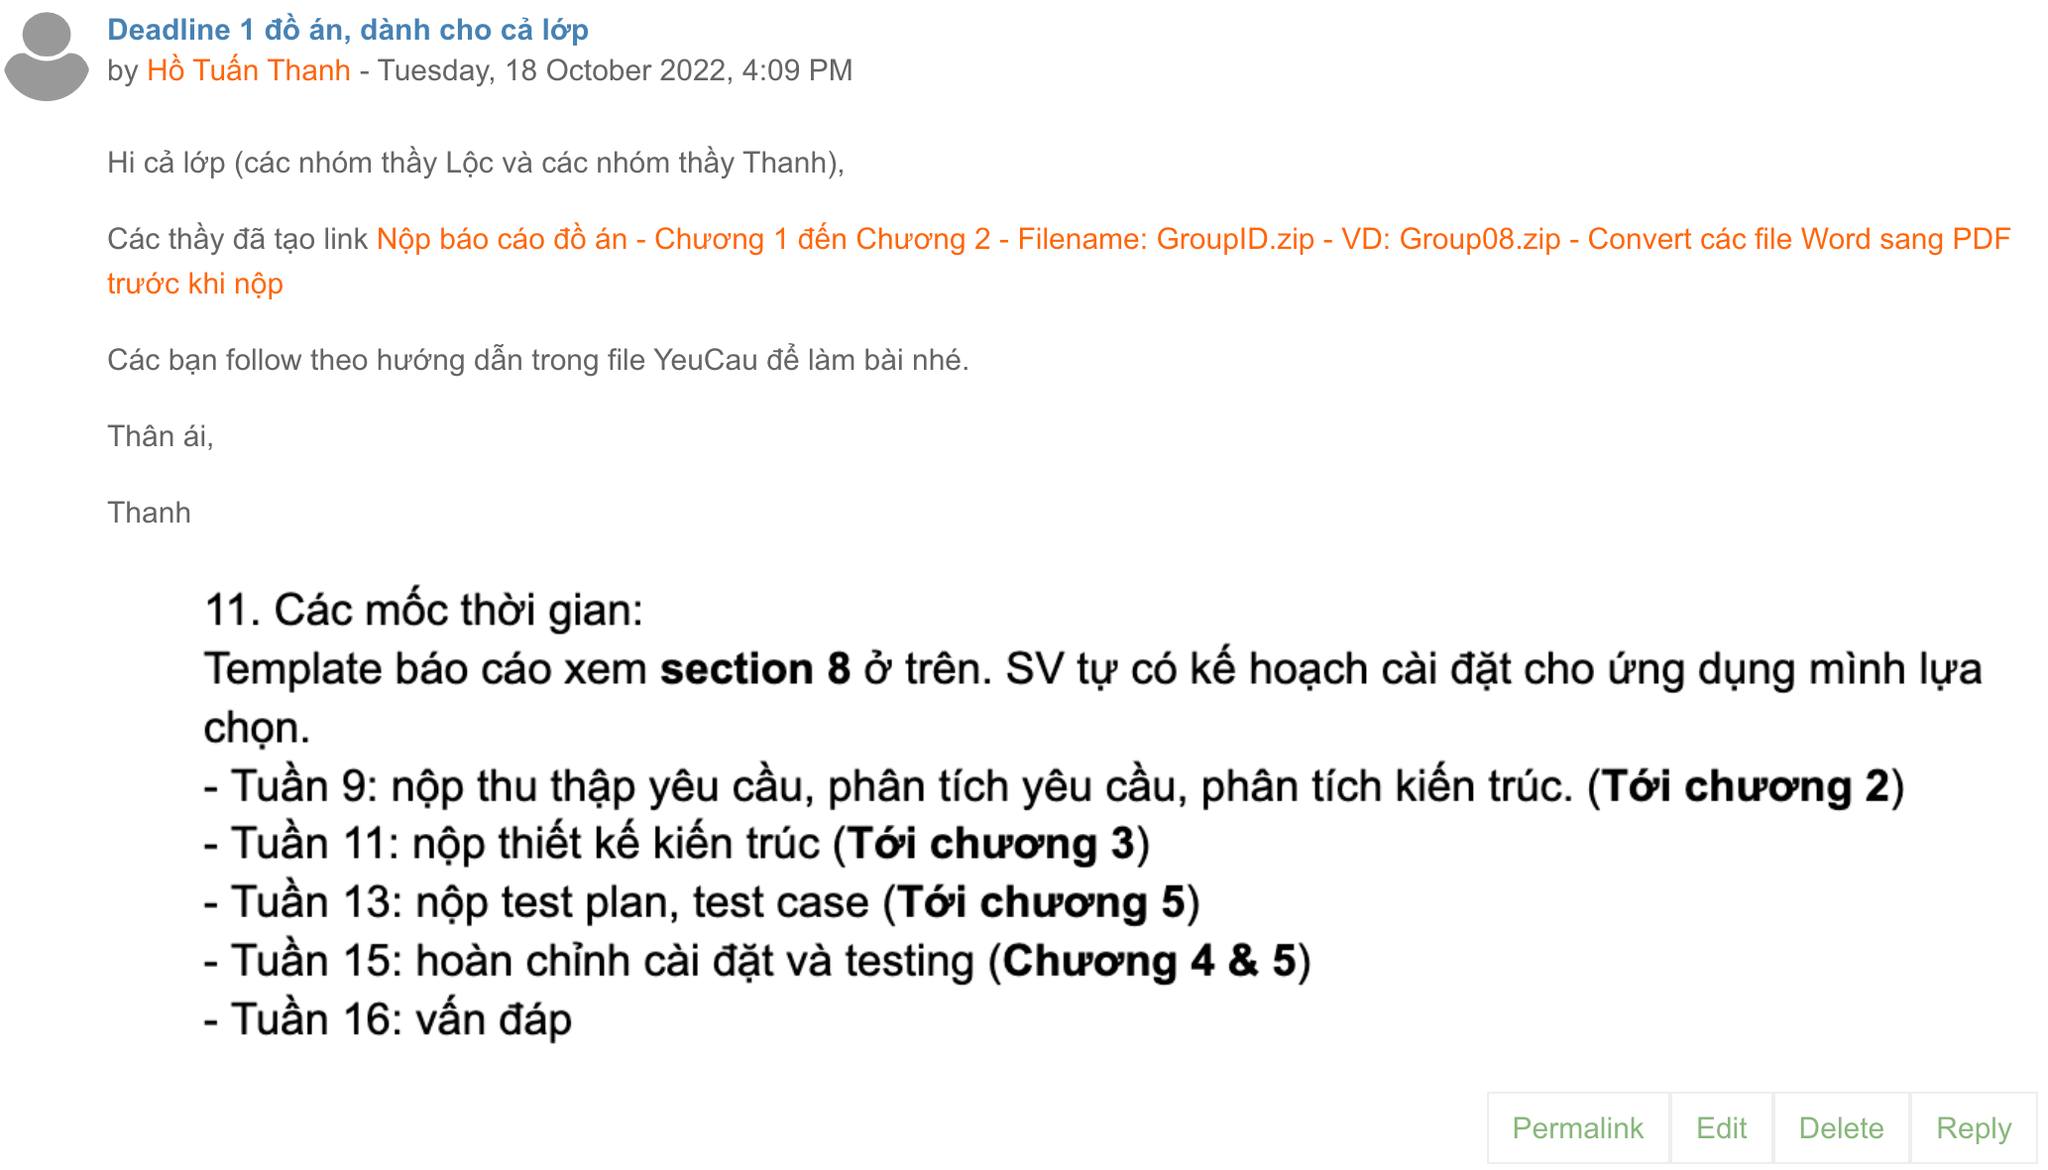 Deadline 1 đồ án, dành cho cả lớp
by Hồ Tuấn Thanh - Tuesday, 18 October 2022, 4:09 PM
Hi cả lớp (các nhóm thầy Lộc và các nhóm thầy Thanh),
Các thầy đã tạo link Nộp báo cáo đồ án - Chương 1 đến Chương 2 - Filename: GroupID.zip - VD: Group08.zip - Convert các file Word sang PDF
trước khi nộp
Các bạn follow theo hướng dẫn trong file YeuCau để làm bài nhé.
Thân ái,
Thanh
11. Các mốc thời gian:
Template báo cáo xem section 8 ở trên. SV tự có kế hoạch cài đặt cho ứng dụng mình lựa
chọn.
- Tuần 9: nộp thu thập yêu cầu, phân tích yêu cầu, phân tích kiến trúc. (Tới chương 2)
- Tuần 11: nộp thiết kế kiến trúc (Tới chương 3)
- Tuần 13: nộp test plan, test case (Tới chương 5)
- Tuần 15: hoàn chỉnh cài đặt và testing (Chương 4 & 5)
- Tuần 16: vấn đáp
Permalink Edit Delete Reply